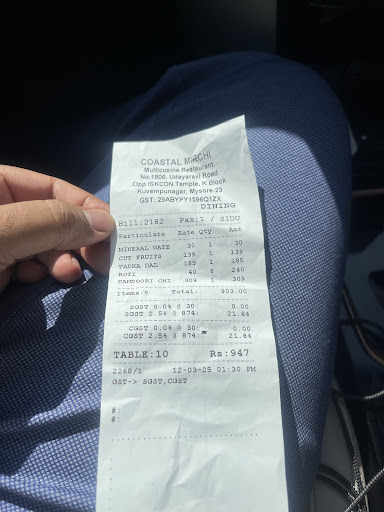 COASTAL MIRCHI
Multicusine Restaurant
No.1606, Udayaravi Road
Opp ISKCON Temple, K Block
Kuvempunagar, Mysore-23
GST: 29ABYPY1096Q1ZX
DINING
Bill:2182 Pax:1 / SIDU
Particulars Rate Qty Amt
MINERAL WATE 30 1 30
CUT FRUITS 139 1 139
TADKA DAL 185 1 185
ROTI 40 6 240
TANDOORI CHI 309 1 309
Items:5 Total: 903.00
SGST 0.0% @ 30: 0.00
SGST 2.5% @ 874: 21.84
CGST 0.0% @ 30: 0.00
CGST 2.5% @ 874: 21.84
TABLE:10 Rs:947
2268/1 12-03-25 01:30 PM
GST-> SGST,CGST
#:
#: